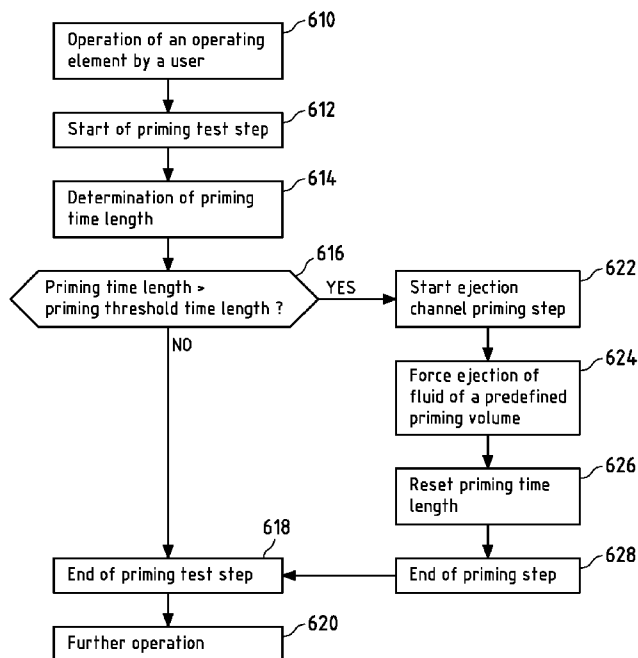 610
Operation of an operating
element by a user
612
Start of priming test step
614
Determination of priming
time length
616
Priming time length >
priming threshold time length ?
YES
NO
622
Start ejection
channel priming step
624
Force ejection of
fluid of a predefined
priming volume
626
Reset priming time
length
628
End of priming step
618
End of priming test step
620
Further operation